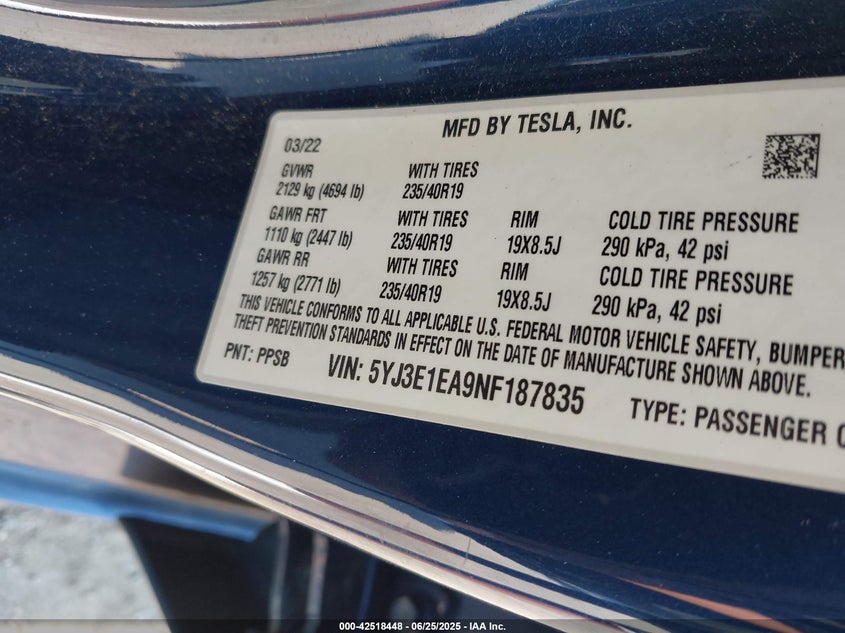 MFD BY TESLA, INC.
03/22
GVWR WITH TIRES
2129 kg (4694 lb) 235/40R19
GAWR FRT WITH TIRES RIM COLD TIRE PRESSURE
1110 kg (2447 lb) 235/40R19 19X8.5J 290 kPa, 42 psi
GAWR RR WITH TIRES RIM COLD TIRE PRESSURE
1257 kg (2771 lb) 235/40R19 19X8.5J 290 kPa, 42 psi
THIS VEHICLE CONFORMS TO ALL APPLICABLE U.S. FEDERAL MOTOR VEHICLE SAFETY, BUMPER
THEFT PREVENTION STANDARDS IN EFFECT ON THE DATE OF MANUFACTURE SHOWN ABOVE.
PNT: PPSB VIN: 5YJ3E1EA9NF187835 TYPE: PASSENGER
000-42518448 - 06/25/2025 - IAA Inc.